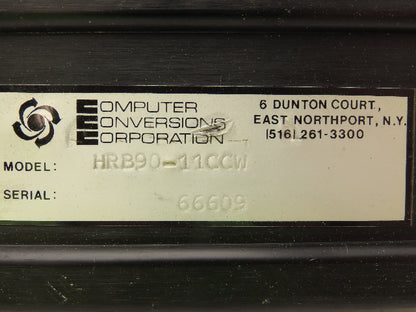 COMPUTER
CONVERSIONS
CORPORATION
6 DUNTON COURT,
EAST NORTHPORT, N.Y.
(516) 261-3300
MODEL: HRB90-11CCW
SERIAL: 66609